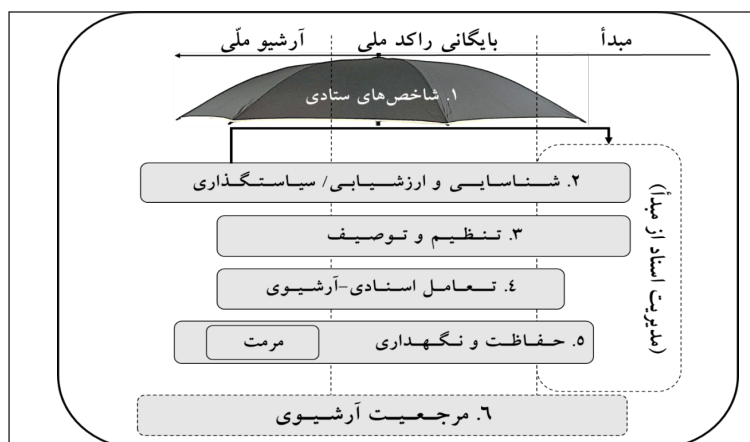 مبدأ بایگانی راکد ملی آرشیو ملّی
۱. شاخص‌های ستادی
۲. شناسایی و ارزشیابی/ سیاستگذاری
۳. تنظیم و توصیف
۴. تعامل اسنادی-آرشیوی
۵. حفاظت و نگهداری مرمت
۶. مرجعیت آرشیوی
(مدیریت اسناد از مبدأ)